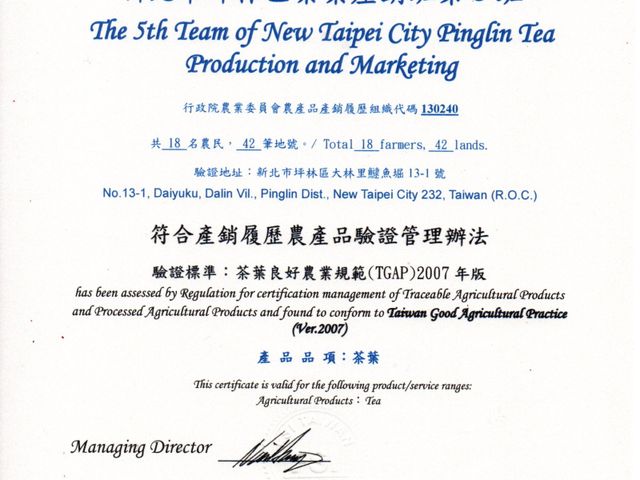 The 5th Team of New Taipei City Pinglin Tea
Production and Marketing
行政院農業委員會農產品產銷履歷組織代碼 130240
共 18 名農民，42 筆地號。/ Total 18 farmers, 42 lands.
驗證地址：新北市坪林區大林里鰱魚堀 13-1 號
No.13-1, Daiyuku, Dalin Vil., Pinglin Dist., New Taipei City 232, Taiwan (R.O.C.)
符合產銷履歷農產品驗證管理辦法
驗證標準：茶葉良好農業規範(TGAP)2007 年版
has been assessed by Regulation for certification management of Traceable Agricultural Products
and Processed Agricultural Products and found to conform to Taiwan Good Agricultural Practice
(Ver.2007)
產 品 品 項：茶葉
This certificate is valid for the following product/service ranges:
Agricultural Products： Tea
Managing Director